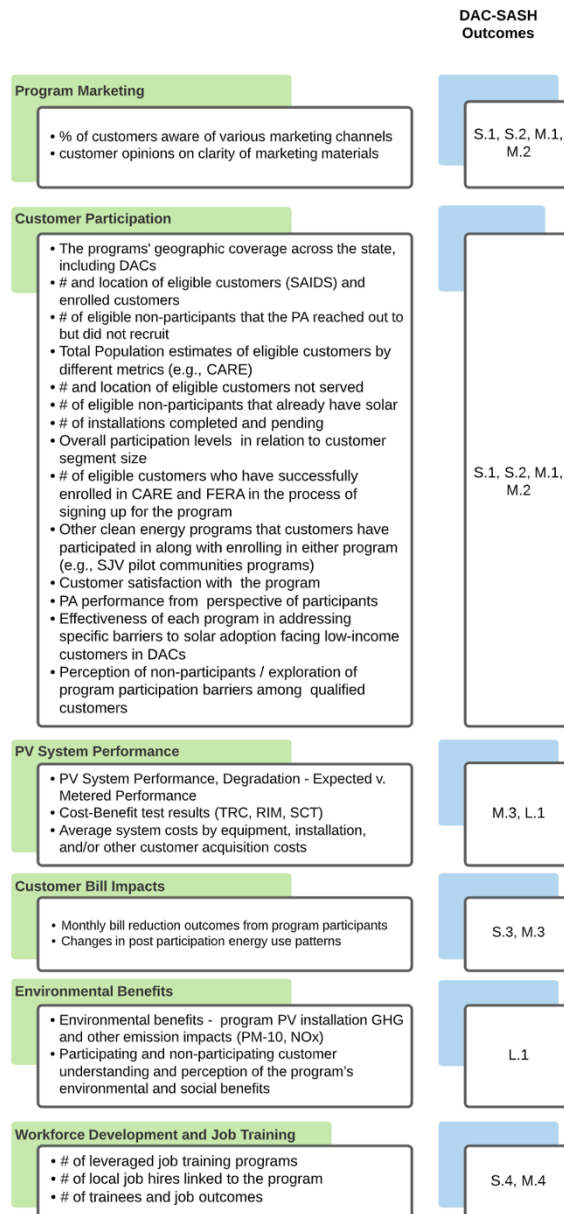 DAC-SASH
Outcomes
Program Marketing
• % of customers aware of various marketing channels
• customer opinions on clarity of marketing materials
S.1, S.2, M.1,
M.2
Customer Participation
• The programs' geographic coverage across the state,
including DACs
• # and location of eligible customers (SAIDS) and
enrolled customers
• # of eligible non-participants that the PA reached out to
but did not recruit
• Total Population estimates of eligible customers by
different metrics (e.g., CARE)
• # and location of eligible customers not served
• # of eligible non-participants that already have solar
• # of installations completed and pending
• Overall participation levels in relation to customer
segment size
• # of eligible customers who have successfully
enrolled in CARE and FERA in the process of
signing up for the program
• Other clean energy programs that customers have
participated in along with enrolling in either program
(e.g., SJV pilot communities programs)
• Customer satisfaction with the program
• PA performance from perspective of participants
• Effectiveness of each program in addressing
specific barriers to solar adoption facing low-income
customers in DACs
• Perception of non-participants / exploration of
program participation barriers among qualified
customers
S.1, S.2, M.1,
M.2
PV System Performance
• PV System Performance, Degradation - Expected v.
Metered Performance
• Cost-Benefit test results (TRC, RIM, SCT)
• Average system costs by equipment, installation,
and/or other customer acquisition costs
M.3, L.1
Customer Bill Impacts
• Monthly bill reduction outcomes from program participants
• Changes in post participation energy use patterns
S.3, M.3
Environmental Benefits
• Environmental benefits - program PV installation GHG
and other emission impacts (PM-10, NOx)
• Participating and non-participating customer
understanding and perception of the program's
environmental and social benefits
L.1
Workforce Development and Job Training
• # of leveraged job training programs
• # of local job hires linked to the program
• # of trainees and job outcomes
S.4, M.4